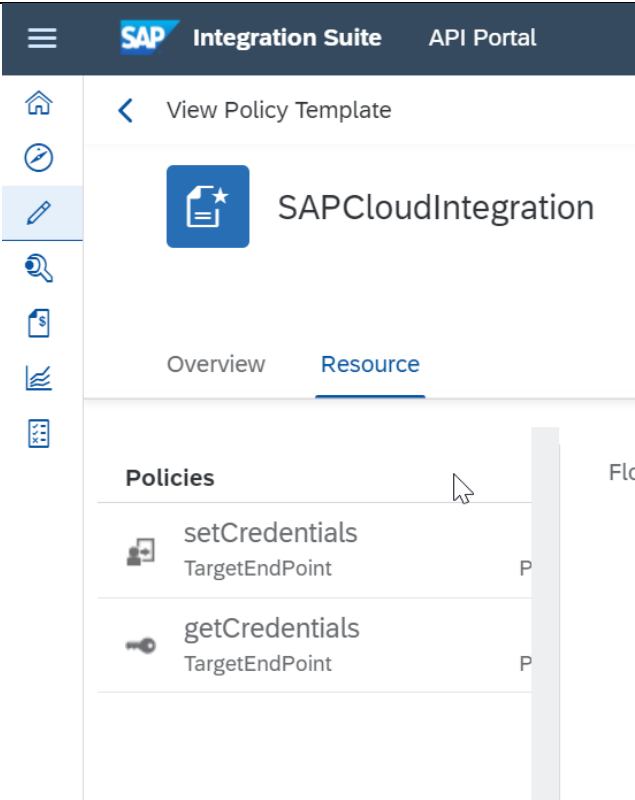 SAP Integration Suite API Portal
View Policy Template
SAPCloudIntegration
Overview Resource
Policies
setCredentials
TargetEndPoint
getCredentials
TargetEndPoint